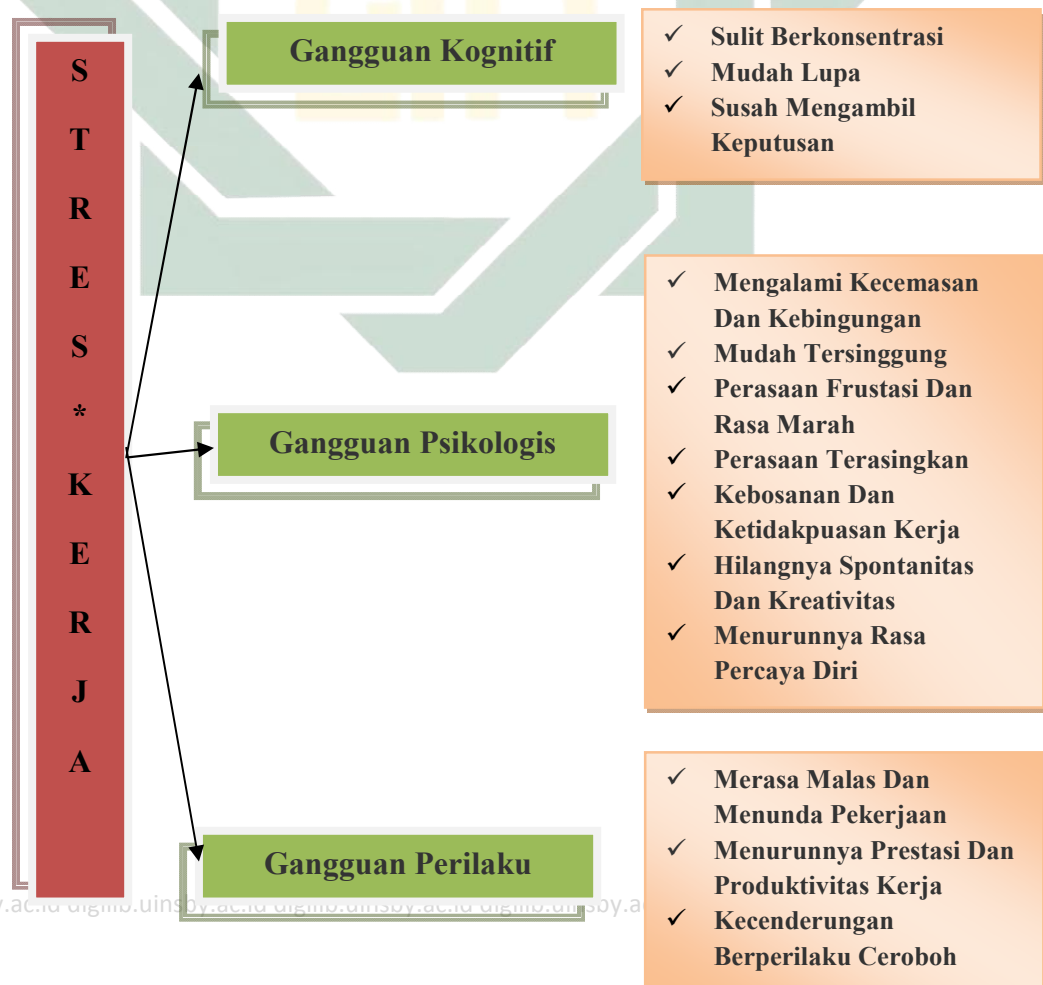 S
T
R
E
S
*
K
E
R
J
A
Gangguan Kognitif
✓ Sulit Berkonsentrasi
✓ Mudah Lupa
✓ Susah Mengambil
Keputusan
Gangguan Psikologis
✓ Mengalami Kecemasan
Dan Kebingungan
✓ Mudah Tersinggung
✓ Perasaan Frustasi Dan
Rasa Marah
✓ Perasaan Terasingkan
✓ Kebosanan Dan
Ketidakpuasan Kerja
✓ Hilangnya Spontanitas
Dan Kreativitas
✓ Menurunnya Rasa
Percaya Diri
Gangguan Perilaku
✓ Merasa Malas Dan
Menunda Pekerjaan
✓ Menurunnya Prestasi Dan
Produktivitas Kerja
✓ Kecenderungan
Berperilaku Ceroboh
y.ac.id digilib.uinsby.ac.id digilib.uinsby.ac.id digilib.uinsby.a